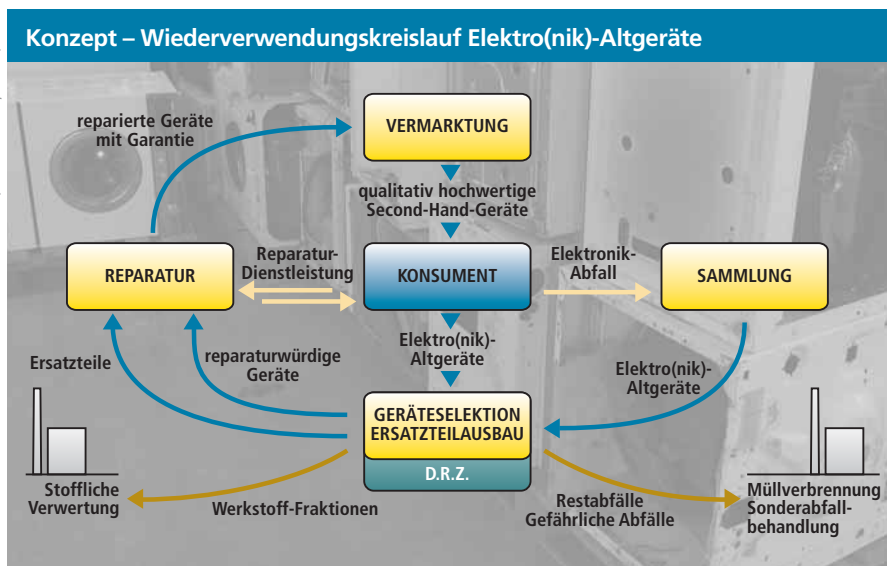 Konzept – Wiederverwendungskreislauf Elektro(nik)-Altgeräte
reparierte Geräte
mit Garantie
VERMARKTUNG
qualitativ hochwertige
Second-Hand-Geräte
REPARATUR
Reparatur-
Dienstleistung
KONSUMENT
Elektronik-
Abfall
SAMMLUNG
Ersatzteile
reparaturwürdige
Geräte
Elektro(nik)-
Altgeräte
Elektro(nik)-
Altgeräte
GERÄTESELEKTION
ERSATZTEILAUSBAU
D.R.Z.
Stoffliche
Verwertung
Werkstoff-Fraktionen
Restabfälle
Gefährliche Abfälle
Müllverbrennung
Sonderabfall-
behandlung